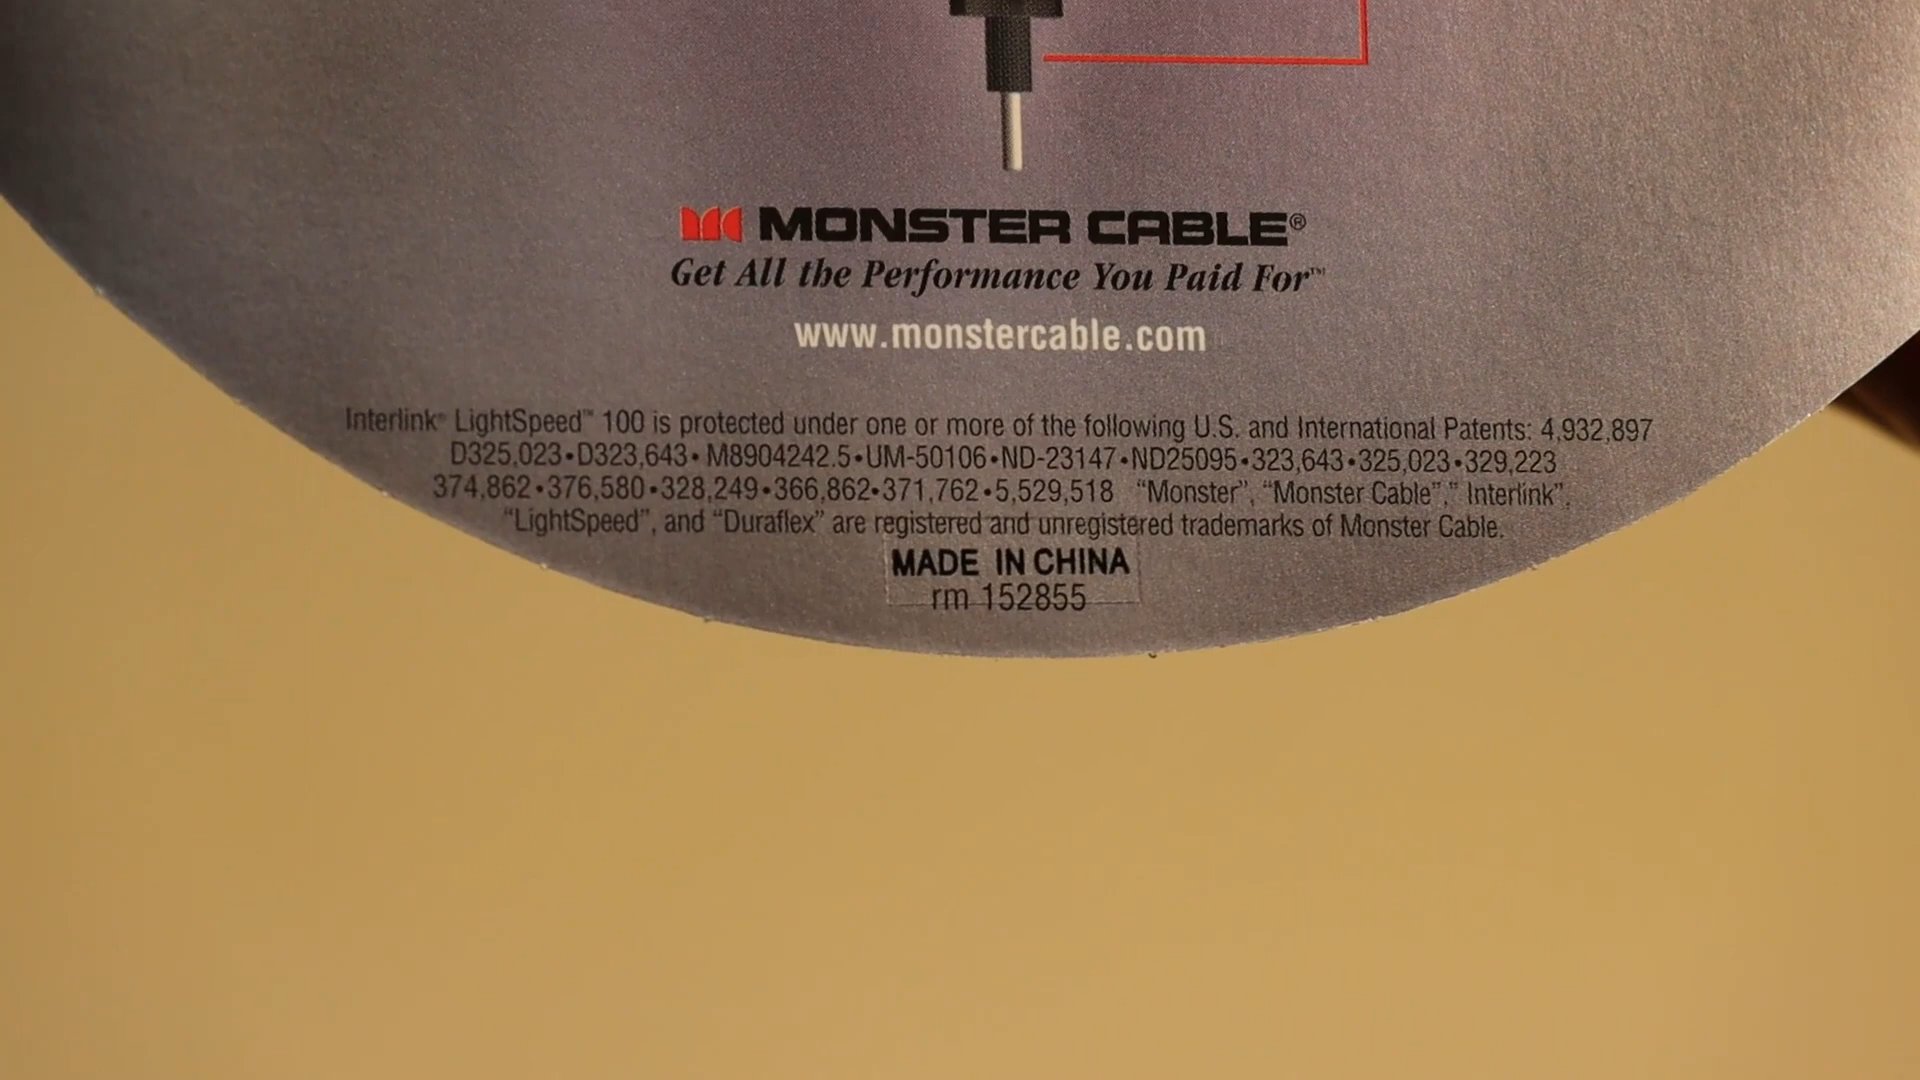 MONSTER CABLE®
Get All the Performance You Paid For™
www.monstercable.com
Interlink® LightSpeed™ 100 is protected under one or more of the following U.S. and International Patents: 4,932,897
D325,023•D323,643• M8904242.5•UM-50106•ND-23147•ND25095•323,643•325,023•329,223
374,862•376,580•328,249•366,862•371,762•5,529,518 “Monster”, “Monster Cable”,” Interlink”,
“LightSpeed”, and “Duraflex” are registered and unregistered trademarks of Monster Cable.
MADE IN CHINA
rm 152855